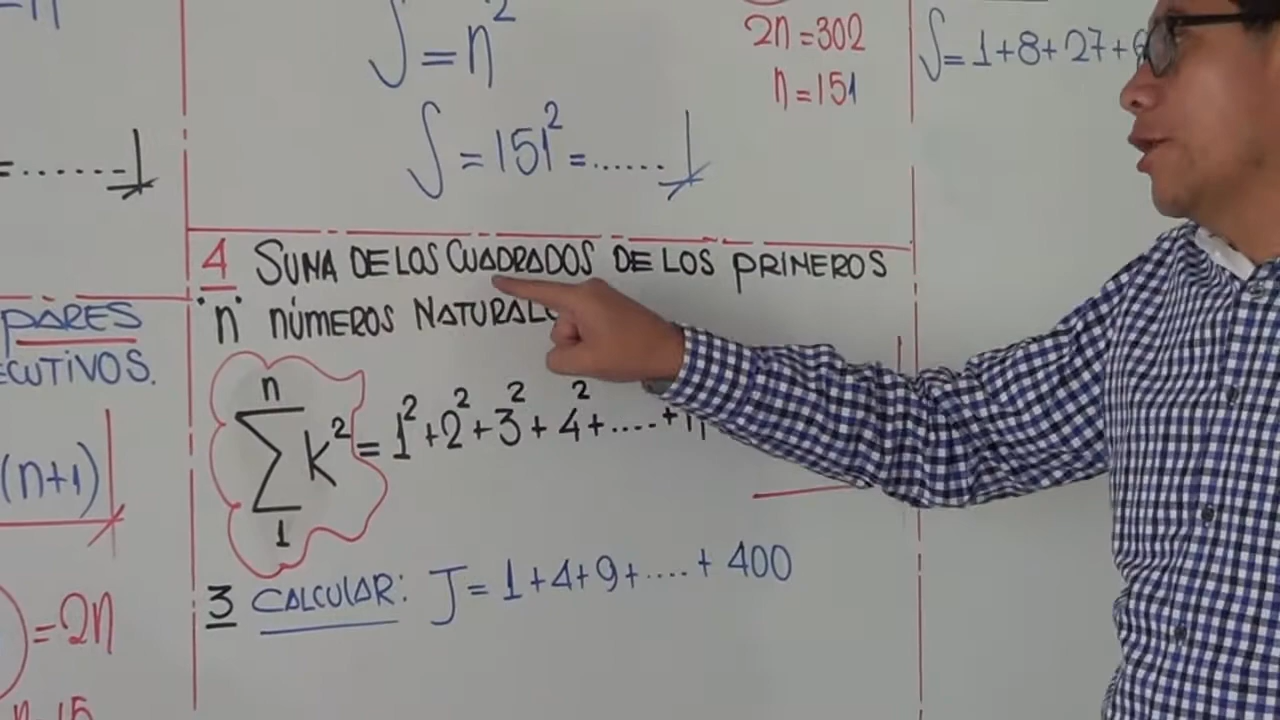 S = n²
2n = 302
n = 151
S = 151² = .......
S = 1+8+27+
= .......
4 SUMA DE LOS CUADRADOS DE LOS PRIMEROS
"n" NÚMEROS
PARES
(n+1)
n
∑ k² = 1² + 2² + 3² + 4² + .... +
1
3 CALCULAR: J = 1+4+9+.....+ 400
= 2n